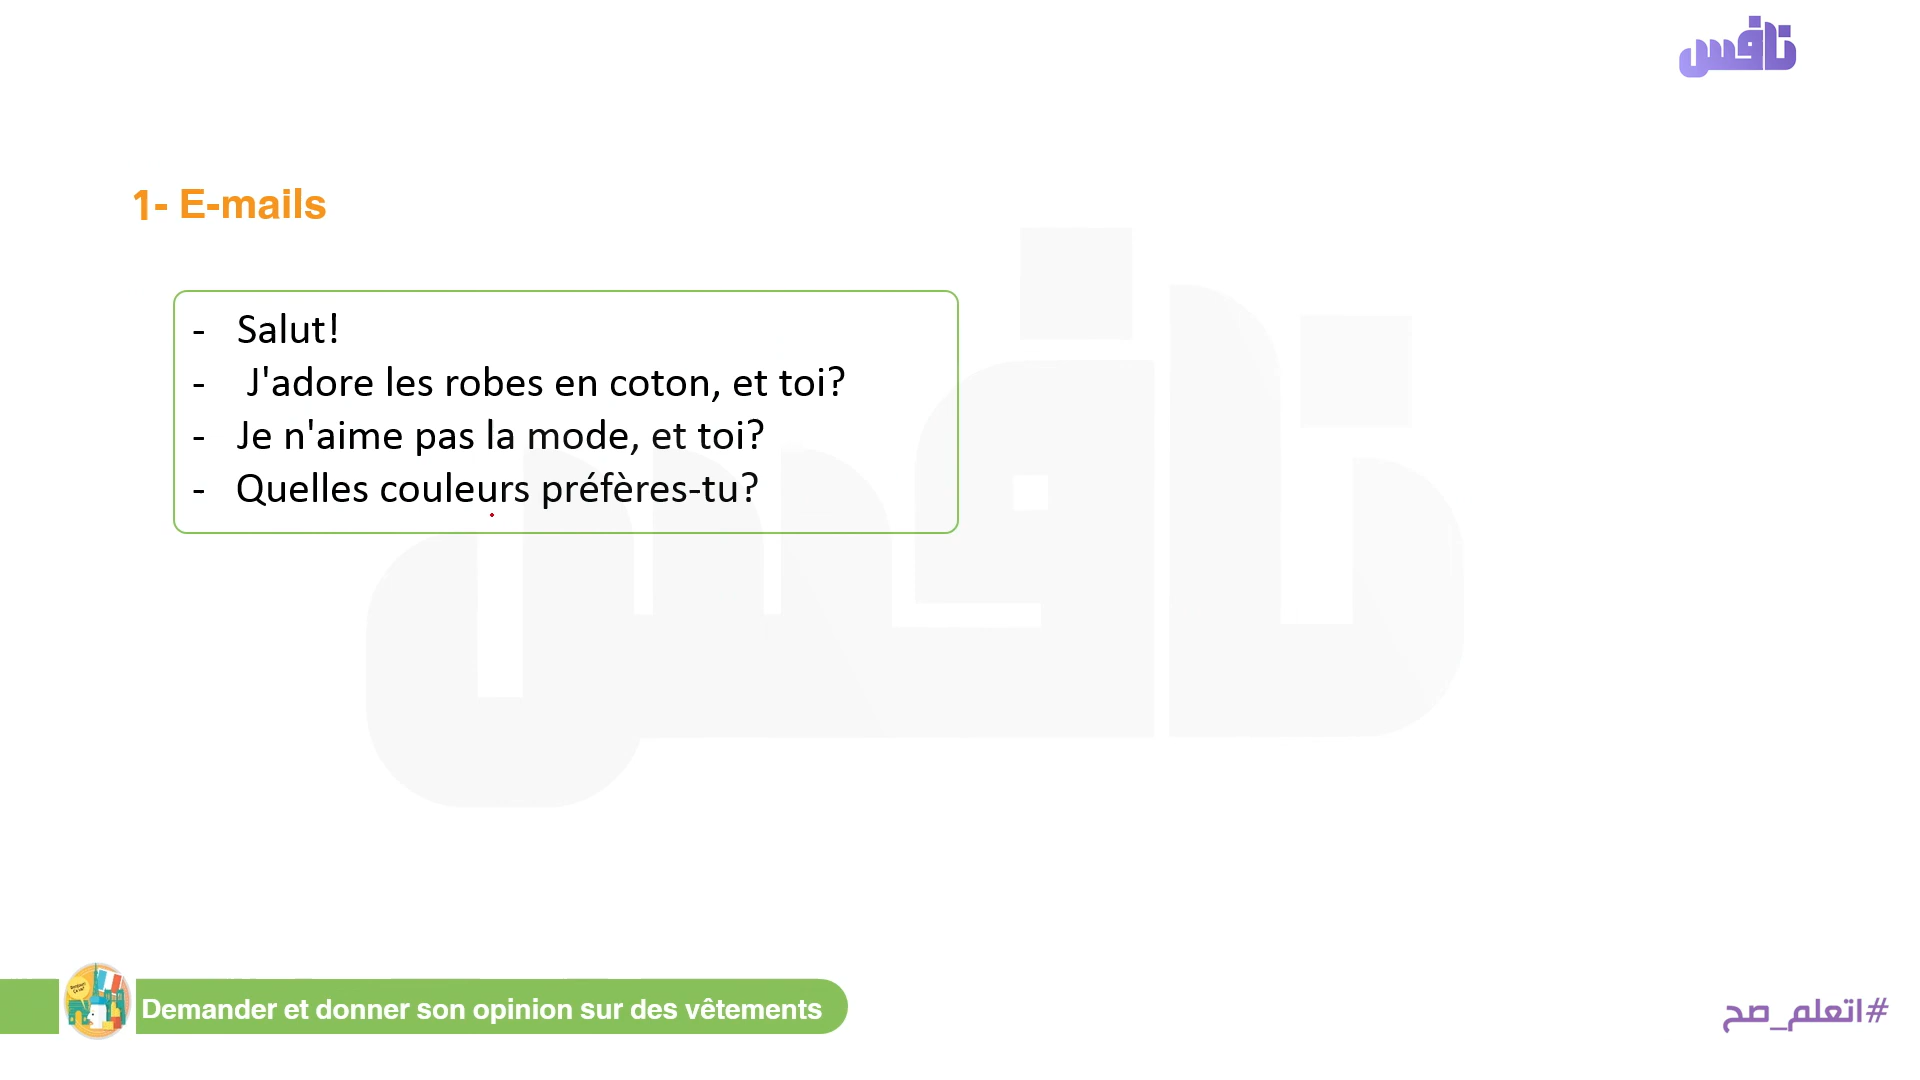 نافس
1- E-mails
- Salut!
- J'adore les robes en coton, et toi?
- Je n'aime pas la mode, et toi?
- Quelles couleurs préfères-tu?
Demander et donner son opinion sur des vêtements
#اتعلم_صح